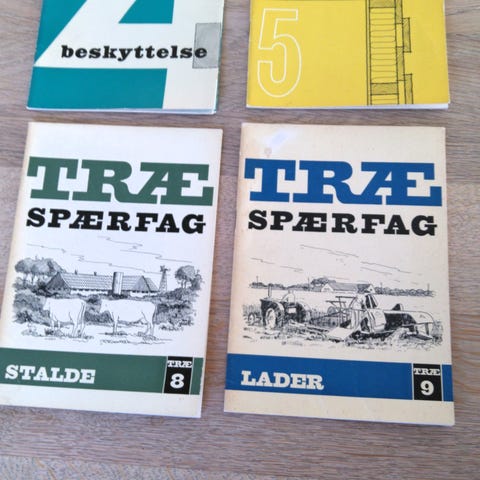 beskyttelse
5
TRÆ
SPÆRFAG
STALDE
TRÆ
8
TRÆ
SPÆRFAG
LADER
TRÆ
9